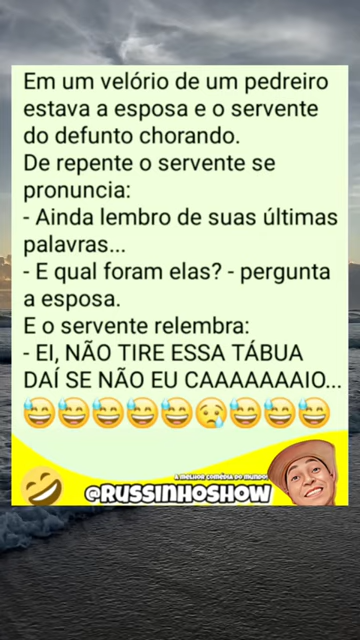 Em um velório de um pedreiro
estava a esposa e o servente
do defunto chorando.
De repente o servente se
pronuncia:
- Ainda lembro de suas últimas
palavras...
- E qual foram elas? - pergunta
a esposa.
E o servente relembra:
- EI, NÃO TIRE ESSA TÁBUA
DAÍ SE NÃO EU CAAAAAAAIO...
😅😅😅😅😅😢😅😅😅
A MELHOR COMÉDIA DO MUNDO!
@RUSSINHOSHOW